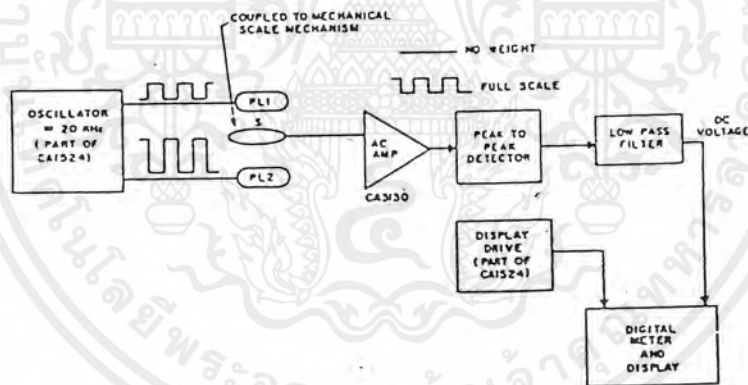 COUPLED TO MECHANICAL
SCALE MECHANISM
NO WEIGHT
FULL SCALE
OSCILLATOR
≈ 20 KHz
(PART OF
CA1524)
PL1
S
PL2
AC
AMP
CA3130
PEAK TO
PEAK
DETECTOR
LOW PASS
FILTER
DC
VOLTAGE
DISPLAY
DRIVE
(PART OF
CA1524)
DIGITAL
METER
AND
DISPLAY